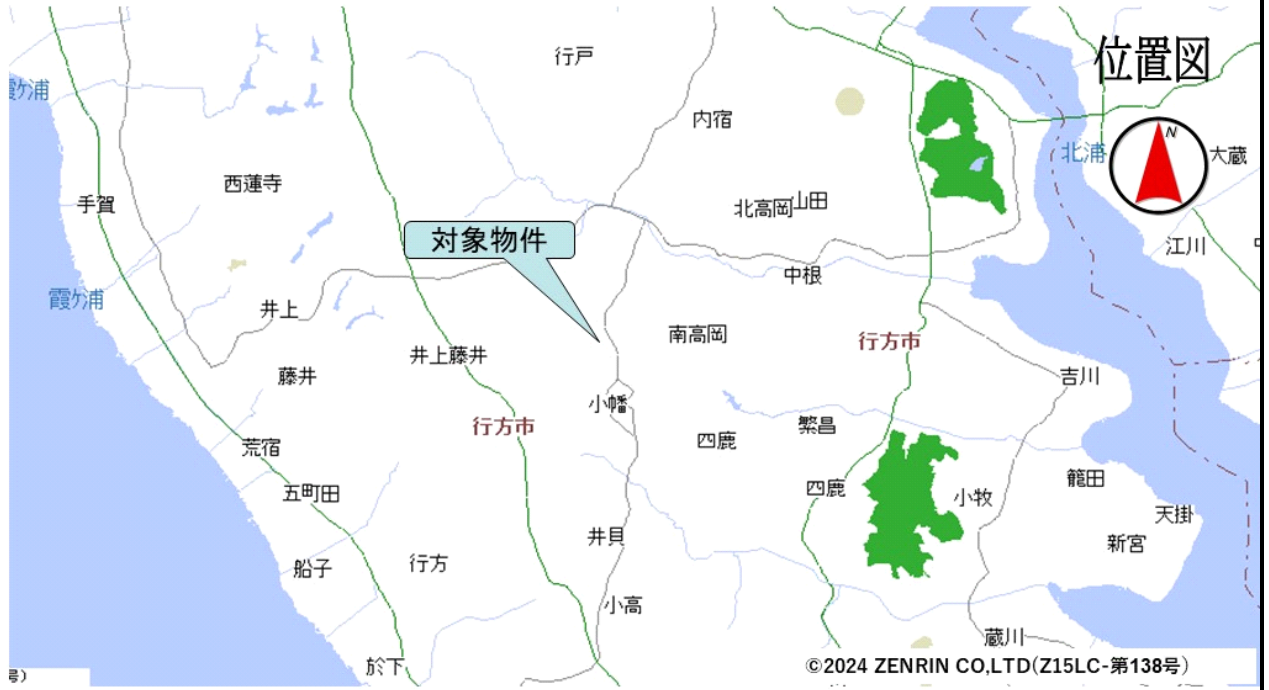 位置図
行戸
霞ケ浦
内宿
北浦
N
大蔵
西蓮寺
手賀
山田
北高岡
対象物件
江川
中根
霞ケ浦
井上
南高岡
行方市
井上藤井
藤井
吉川
小幡
行方市
繁昌
四鹿
荒宿
籠田
四鹿
五町田
小牧
天掛
井貝
新宮
行方
船子
小高
蔵川
於下
©2024 ZENRIN CO,LTD(Z15LC-第138号)
号)